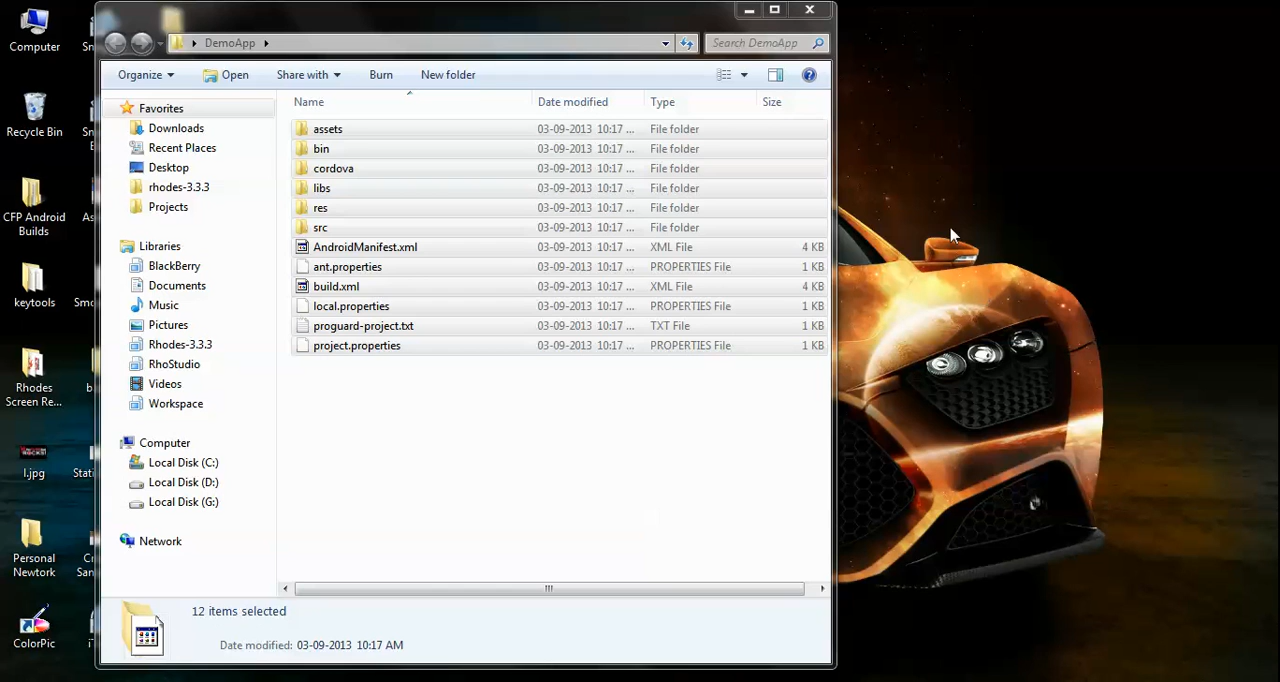 Computer
Recycle Bin
CFP Android
Builds
keytools
Rhodes
Screen Re...
l.jpg
Personal
Newtork
ColorPic
DemoApp
Search DemoApp
Organize
Open
Share with
Burn
New folder
Name
Date modified
Type
Size
Favorites
Downloads
Recent Places
Desktop
rhodes-3.3.3
Projects
Libraries
BlackBerry
Documents
Music
Pictures
Rhodes-3.3.3
RhoStudio
Videos
Workspace
Computer
Local Disk (C:)
Local Disk (D:)
Local Disk (G:)
Network
assets 03-09-2013 10:17 ... File folder
bin 03-09-2013 10:17 ... File folder
cordova 03-09-2013 10:17 ... File folder
libs 03-09-2013 10:17 ... File folder
res 03-09-2013 10:17 ... File folder
src 03-09-2013 10:17 ... File folder
AndroidManifest.xml 03-09-2013 10:17 ... XML File 4 KB
ant.properties 03-09-2013 10:17 ... PROPERTIES File 1 KB
build.xml 03-09-2013 10:17 ... XML File 4 KB
local.properties 03-09-2013 10:17 ... PROPERTIES File 1 KB
proguard-project.txt 03-09-2013 10:17 ... TXT File 1 KB
project.properties 03-09-2013 10:17 ... PROPERTIES File 1 KB
12 items selected
Date modified: 03-09-2013 10:17 AM